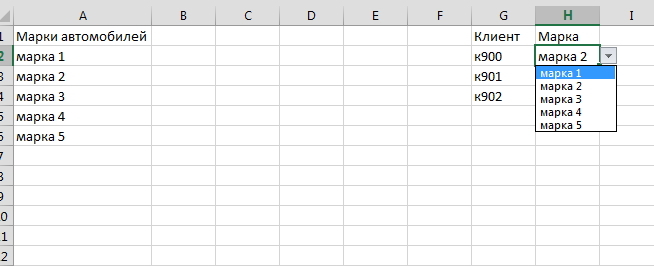 A B C D E F G H I
1 Марки автомобилей Клиент Марка
2 марка 1 к900 марка 2
марка 1
3 марка 2 к901
марка 2
марка 3
4 марка 3 к902
марка 4
марка 5
5 марка 4
6 марка 5
7
8
9
10
11
12